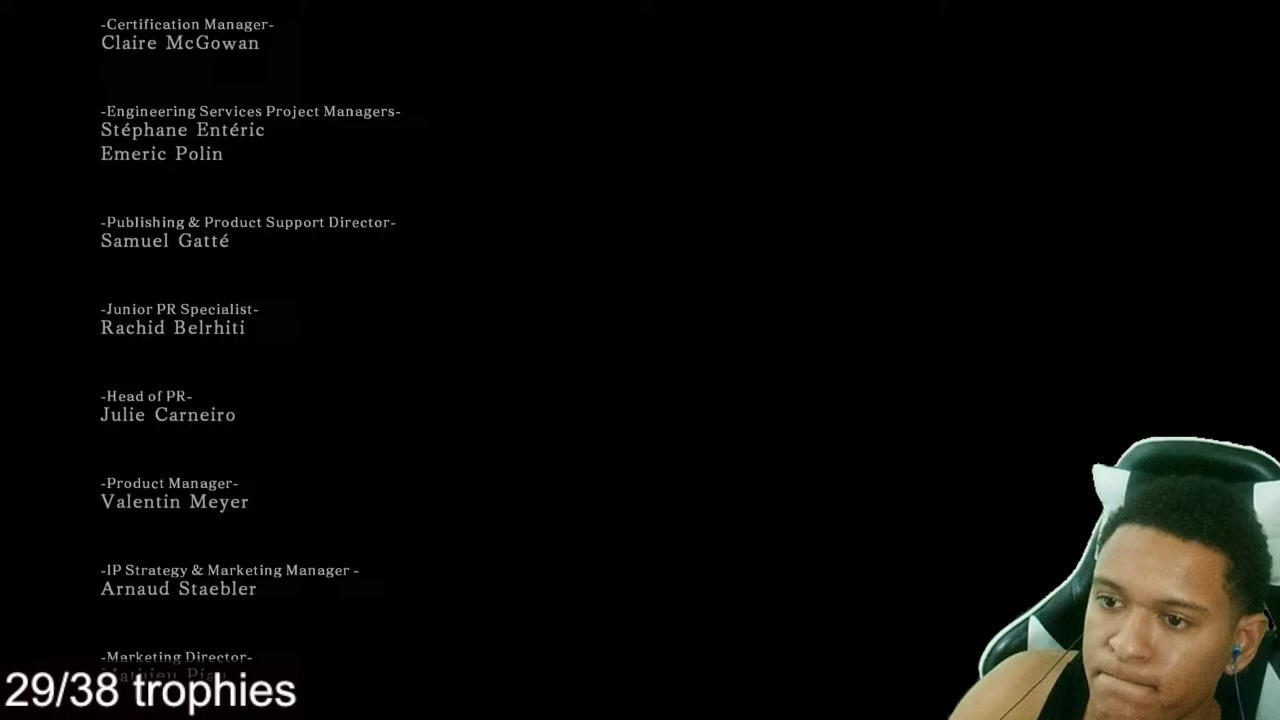 -Certification Manager-
Claire McGowan
-Engineering Services Project Managers-
Stéphane Entéric
Emeric Polin
-Publishing & Product Support Director-
Samuel Gatté
-Junior PR Specialist-
Rachid Belrhiti
-Head of PR-
Julie Carneiro
-Product Manager-
Valentin Meyer
-IP Strategy & Marketing Manager -
Arnaud Staebler
-Marketing Director-
29/38 trophies